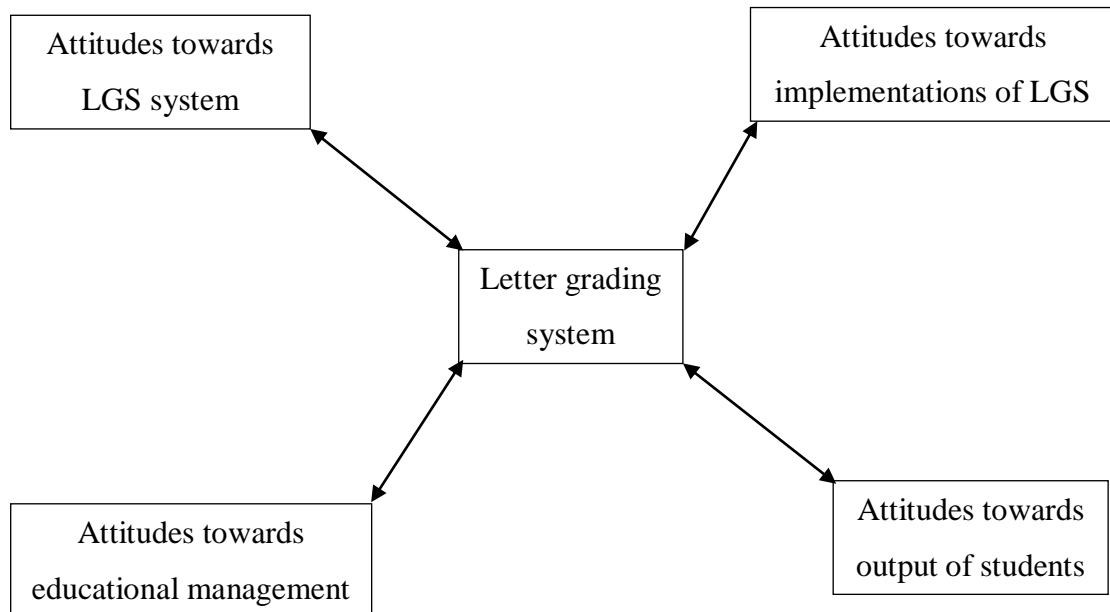 Attitudes towards
LGS system
Attitudes towards
implementations of LGS
Letter grading
system
Attitudes towards
educational management
Attitudes towards
output of students